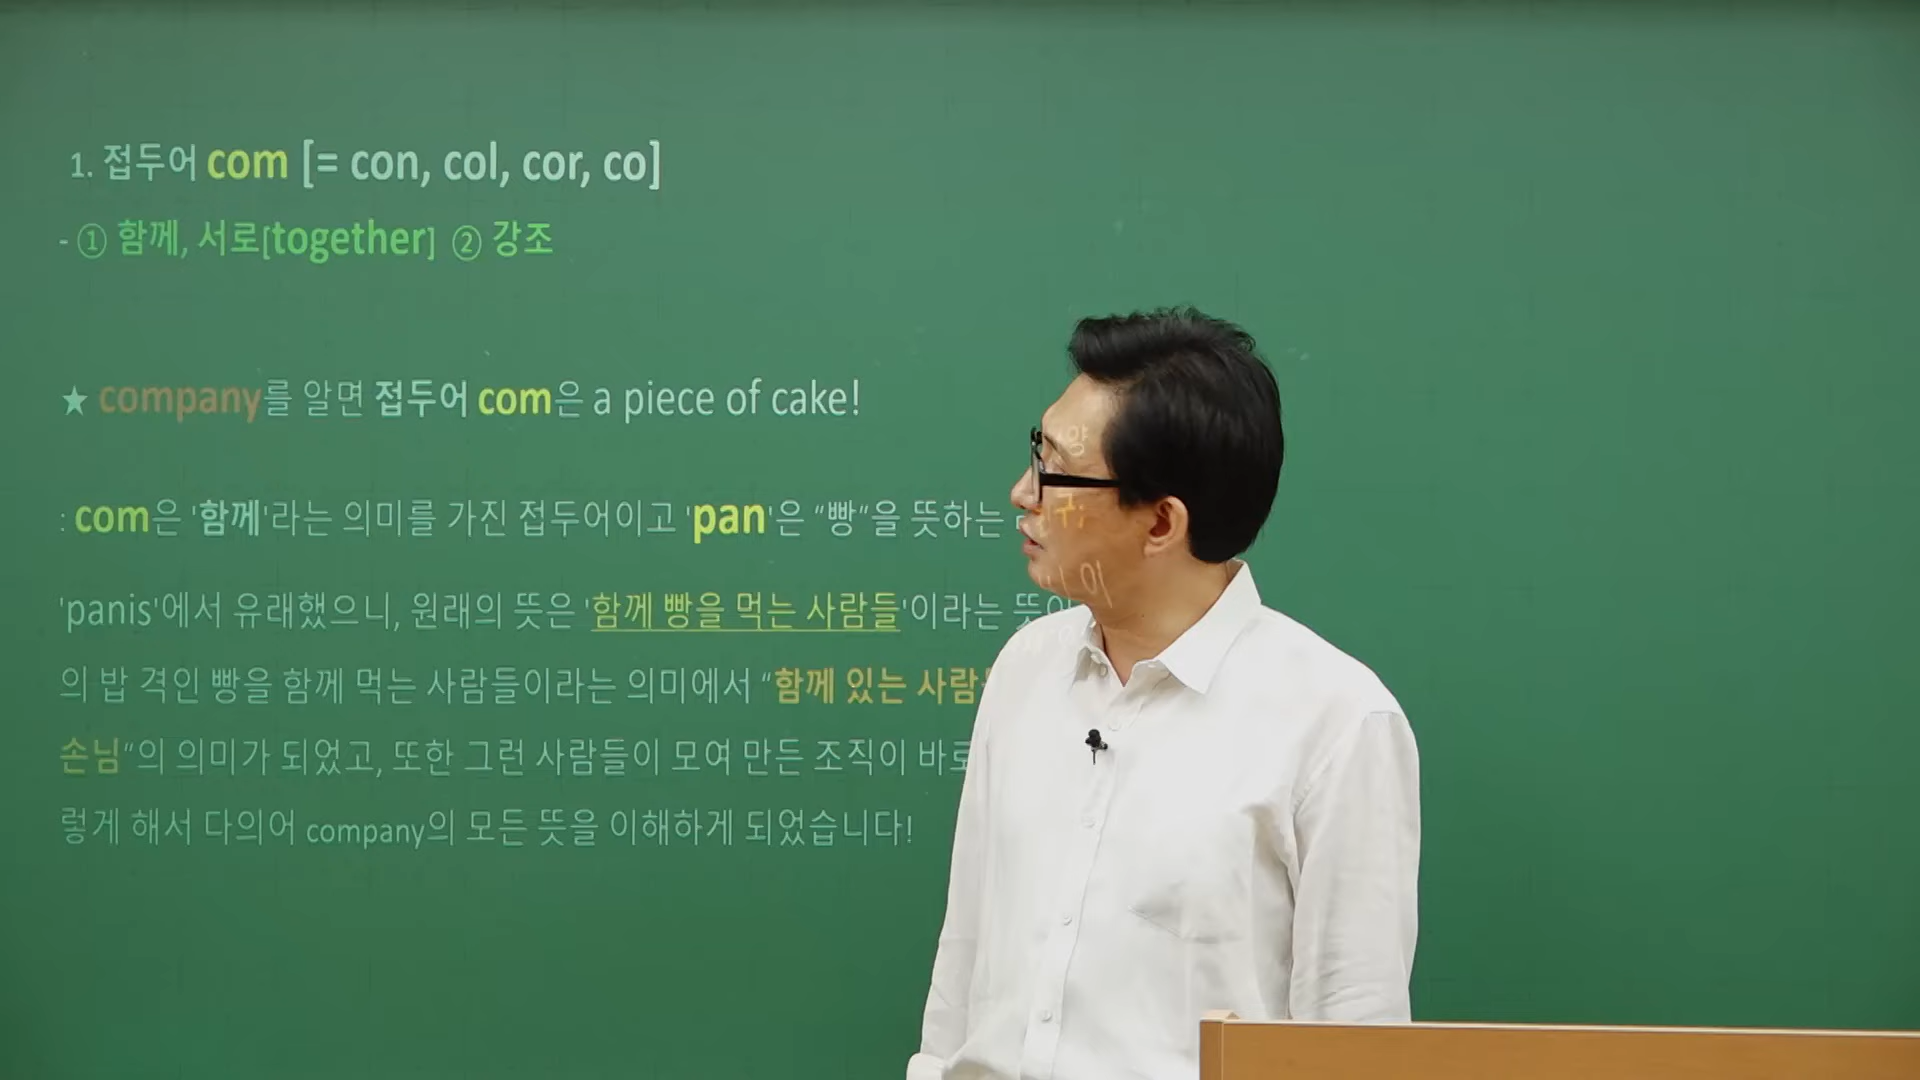 1. 접두어 com [= con, col, cor, co]
- ① 함께, 서로[together] ② 강조
★ company를 알면 접두어 com은 a piece of cake!
: com은 '함께'라는 의미를 가진 접두어이고 'pan'은 “빵“을 뜻하는
'panis'에서 유래했으니, 원래의 뜻은 '함께 빵을 먹는 사람들'이라는
의 밥 격인 빵을 함께 먹는 사람들이라는 의미에서 “함께 있는
손님“의 의미가 되었고, 또한 그런 사람들이 모여 만든 조직이
렇게 해서 다의어 company의 모든 뜻을 이해하게 되었습니다!